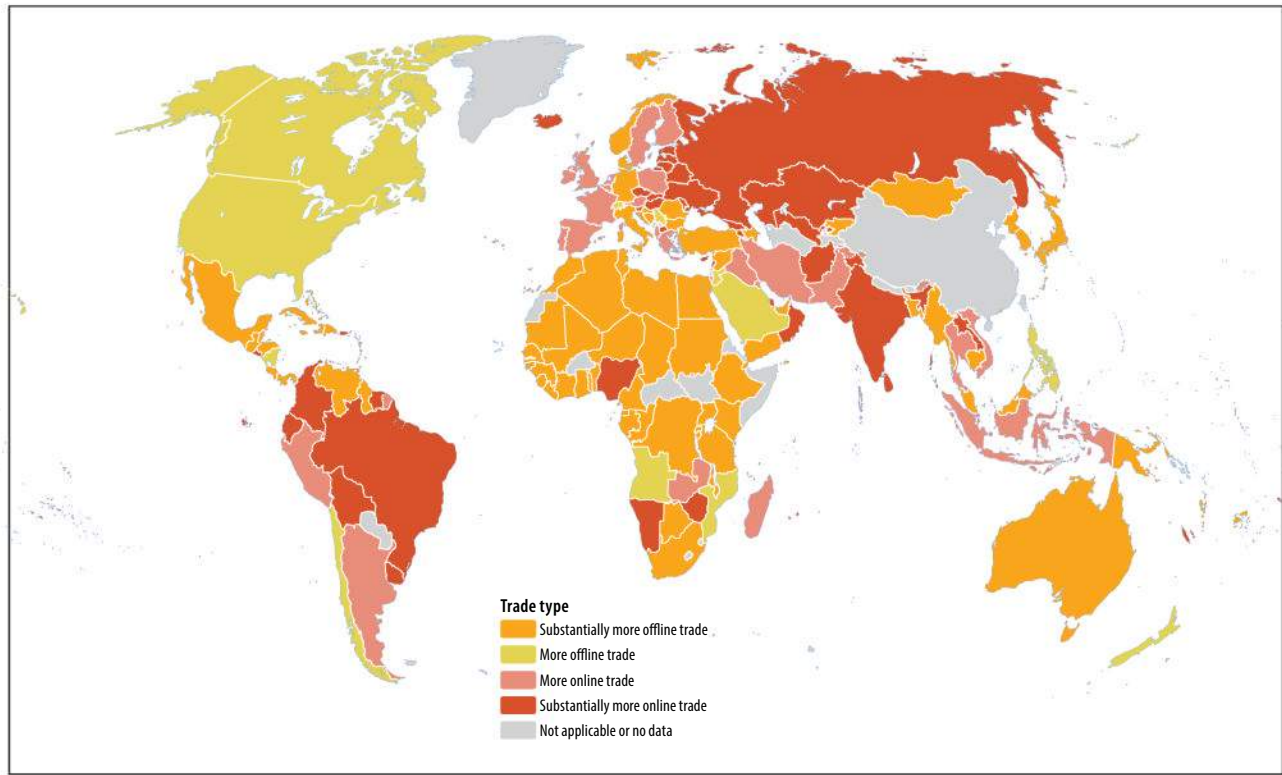 Trade type
Substantially more offline trade
More offline trade
More online trade
Substantially more online trade
Not applicable or no data